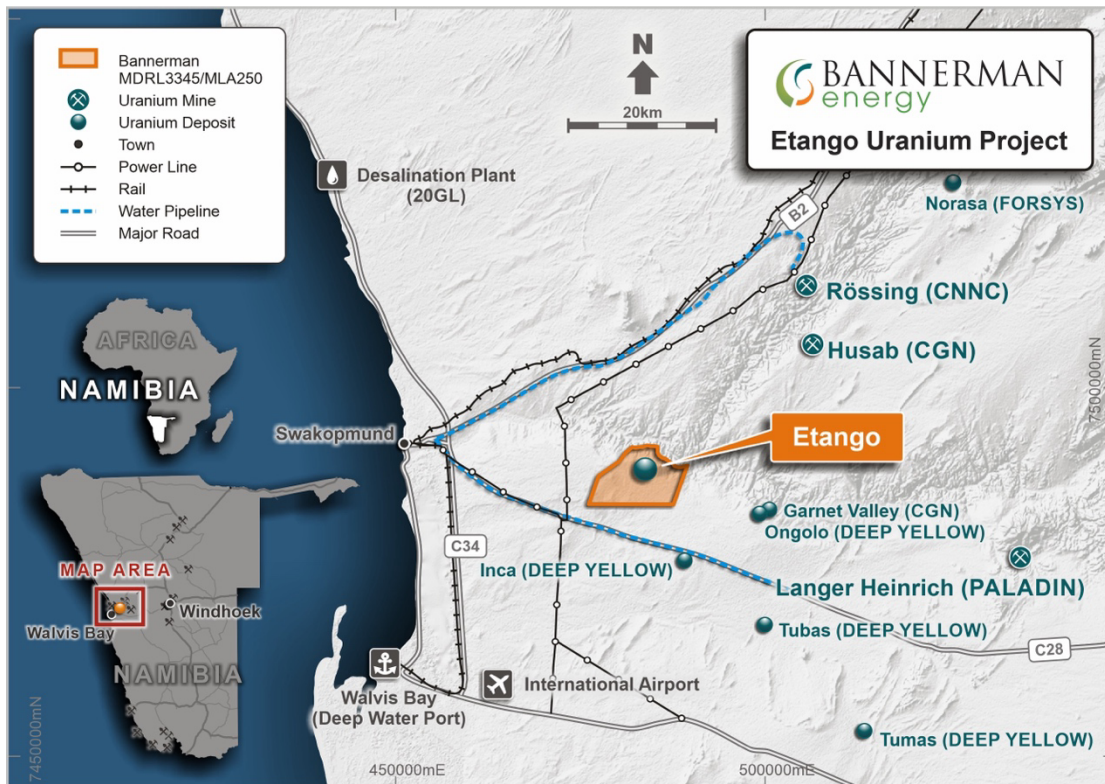 Bannerman
MDRL3345/MLA250
Uranium Mine
Uranium Deposit
Town
Power Line
Rail
Water Pipeline
Major Road
N
20km
BANNERMAN
energy
Etango Uranium Project
Desalination Plant
(20GL)
B2
Norasa (FORSYS)
Rössing (CNNC)
Husab (CGN)
7500000mN
AFRICA
NAMIBIA
Swakopmund
Etango
Garnet Valley (CGN)
Ongolo (DEEP YELLOW)
C34
Inca (DEEP YELLOW)
Langer Heinrich (PALADIN)
Tubas (DEEP YELLOW)
C28
MAP AREA
Windhoek
Walvis Bay
NAMIBIA
Walvis Bay
(Deep Water Port)
International Airport
Tumas (DEEP YELLOW)
7450000mN
450000mE
500000mE